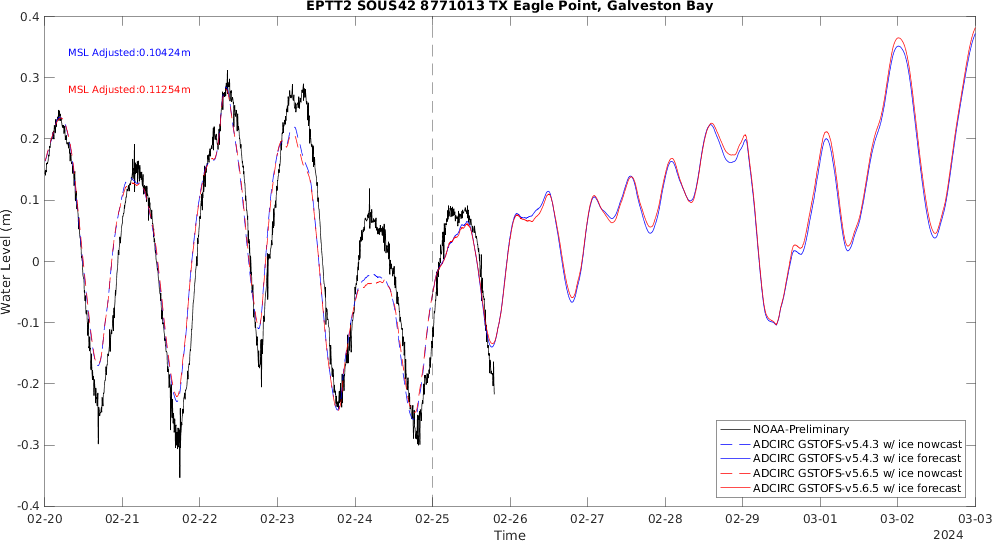 EPTT2 SOUS42 8771013 TX Eagle Point, Galveston Bay
0.4
0.3
0.2
0.1
0
-0.1
-0.2
-0.3
-0.4
Water Level (m)
MSL Adjusted:0.10424m
MSL Adjusted:0.11254m
NOAA-Preliminary
ADCIRC GSTOFS-v5.4.3 w/ ice nowcast
ADCIRC GSTOFS-v5.4.3 w/ ice forecast
ADCIRC GSTOFS-v5.6.5 w/ ice nowcast
ADCIRC GSTOFS-v5.6.5 w/ ice forecast
02-20 02-21 02-22 02-23 02-24 02-25 02-26 02-27 02-28 02-29 03-01 03-02 03-03
Time
2024